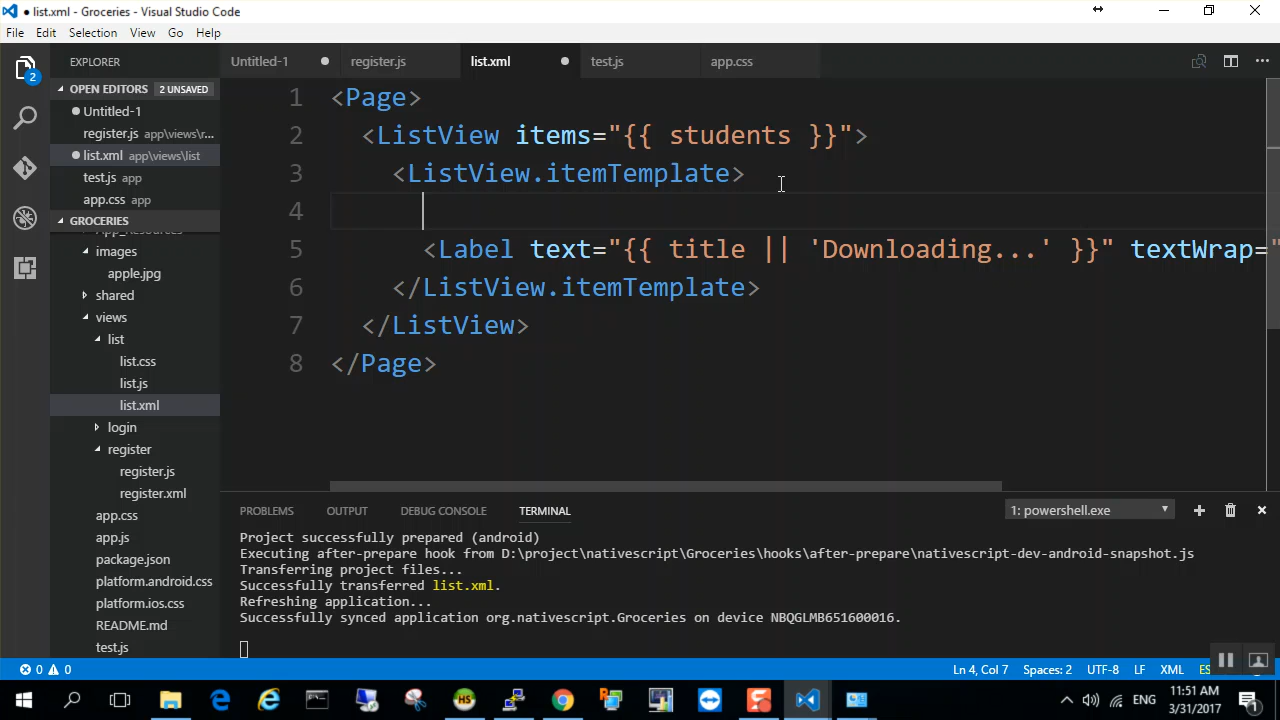 ● list.xml - Groceries - Visual Studio Code
File Edit Selection View Go Help
EXPLORER
Untitled-1
register.js
list.xml
test.js
app.css
2
OPEN EDITORS 2 UNSAVED
Untitled-1
register.js app\views\r...
list.xml app\views\list
test.js app
app.css app
GROCERIES
images
apple.jpg
shared
views
list
list.css
list.js
list.xml
login
register
register.js
register.xml
app.css
app.js
package.json
platform.android.css
platform.ios.css
README.md
test.js
1 <Page>
2 <ListView items="{{ students }}">
3 <ListView.itemTemplate>
4
5 <Label text="{{ title || 'Downloading...' }}" textWrap="
6 </ListView.itemTemplate>
7 </ListView>
8 </Page>
PROBLEMS OUTPUT DEBUG CONSOLE TERMINAL 1: powershell.exe
Project successfully prepared (android)
Executing after-prepare hook from D:\project\nativescript\Groceries\hooks\after-prepare\nativescript-dev-android-snapshot.js
Transferring project files...
Successfully transferred list.xml.
Refreshing application...
Successfully synced application org.nativescript.Groceries on device NBQGLMB651600016.
0 0 Ln 4, Col 7 Spaces: 2 UTF-8 LF XML ES
HS
ENG
11:51 AM
3/31/2017
1